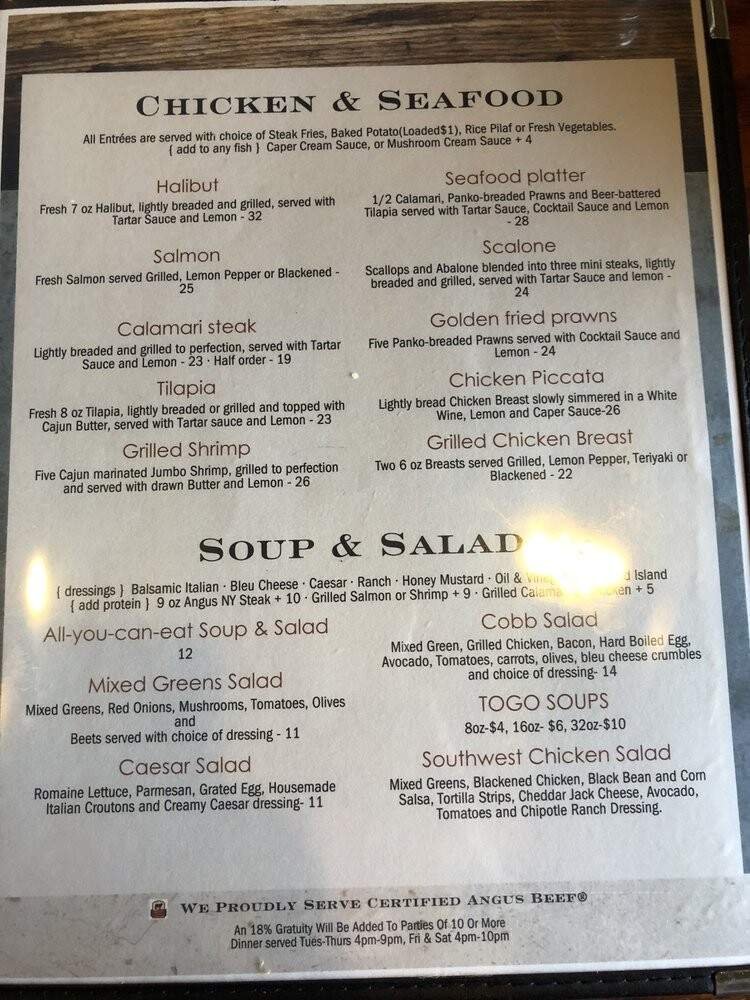 CHICKEN & SEAFOOD
All Entrées are served with choice of Steak Fries, Baked Potato(Loaded$1), Rice Pilaf or Fresh Vegetables.
{ add to any fish } Caper Cream Sauce, or Mushroom Cream Sauce + 4
Halibut
Fresh 7 oz Halibut, lightly breaded and grilled, served with
Tartar Sauce and Lemon - 32
Salmon
Fresh Salmon served Grilled, Lemon Pepper or Blackened -
25
Calamari steak
Lightly breaded and grilled to perfection, served with Tartar
Sauce and Lemon - 23 · Half order - 19
Tilapia
Fresh 8 oz Tilapia, lightly breaded or grilled and topped with
Cajun Butter, served with Tartar sauce and Lemon - 23
Grilled Shrimp
Five Cajun marinated Jumbo Shrimp, grilled to perfection
and served with drawn Butter and Lemon - 26
Seafood platter
1/2 Calamari, Panko-breaded Prawns and Beer-battered
Tilapia served with Tartar Sauce, Cocktail Sauce and Lemon
- 28
Scalone
Scallops and Abalone blended into three mini steaks, lightly
breaded and grilled, served with Tartar Sauce and lemon -
24
Golden fried prawns
Five Panko-breaded Prawns served with Cocktail Sauce and
Lemon - 24
Chicken Piccata
Lightly bread Chicken Breast slowly simmered in a White
Wine, Lemon and Caper Sauce-26
Grilled Chicken Breast
Two 6 oz Breasts served Grilled, Lemon Pepper, Teriyaki or
Blackened - 22
SOUP & SALAD
{ dressings } Balsamic Italian · Bleu Cheese · Caesar · Ranch · Honey Mustard · Oil & Island
{ add protein } 9 oz Angus NY Steak + 10 · Grilled Salmon or Shrimp + 9 · Grilled + 5
All-you-can-eat Soup & Salad
12
Mixed Greens Salad
Mixed Greens, Red Onions, Mushrooms, Tomatoes, Olives
and
Beets served with choice of dressing - 11
Caesar Salad
Romaine Lettuce, Parmesan, Grated Egg, Housemade
Italian Croutons and Creamy Caesar dressing- 11
Cobb Salad
Mixed Green, Grilled Chicken, Bacon, Hard Boiled Egg,
Avocado, Tomatoes, carrots, olives, bleu cheese crumbles
and choice of dressing- 14
TOGO SOUPS
8oz-$4, 16oz- $6, 32oz-$10
Southwest Chicken Salad
Mixed Greens, Blackened Chicken, Black Bean and Corn
Salsa, Tortilla Strips, Cheddar Jack Cheese, Avocado,
Tomatoes and Chipotle Ranch Dressing.
WE PROUDLY SERVE CERTIFIED ANGUS BEEF®
An 18% Gratuity Will Be Added To Parties Of 10 Or More
Dinner served Tues-Thurs 4pm-9pm, Fri & Sat 4pm-10pm